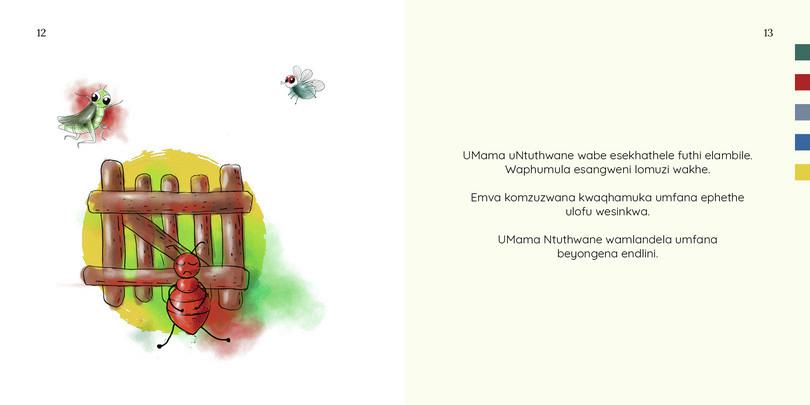 12
13
UMama uNtuthwane wabe esekhathele futhi elambile.
Waphumula esangweni lomuzi wakhe.
Emva komzuzwana kwaqhamuka umfana ephethe
ulofu wesinkwa.
UMama Ntuthwane wamlandela umfana
beyongena endlini.